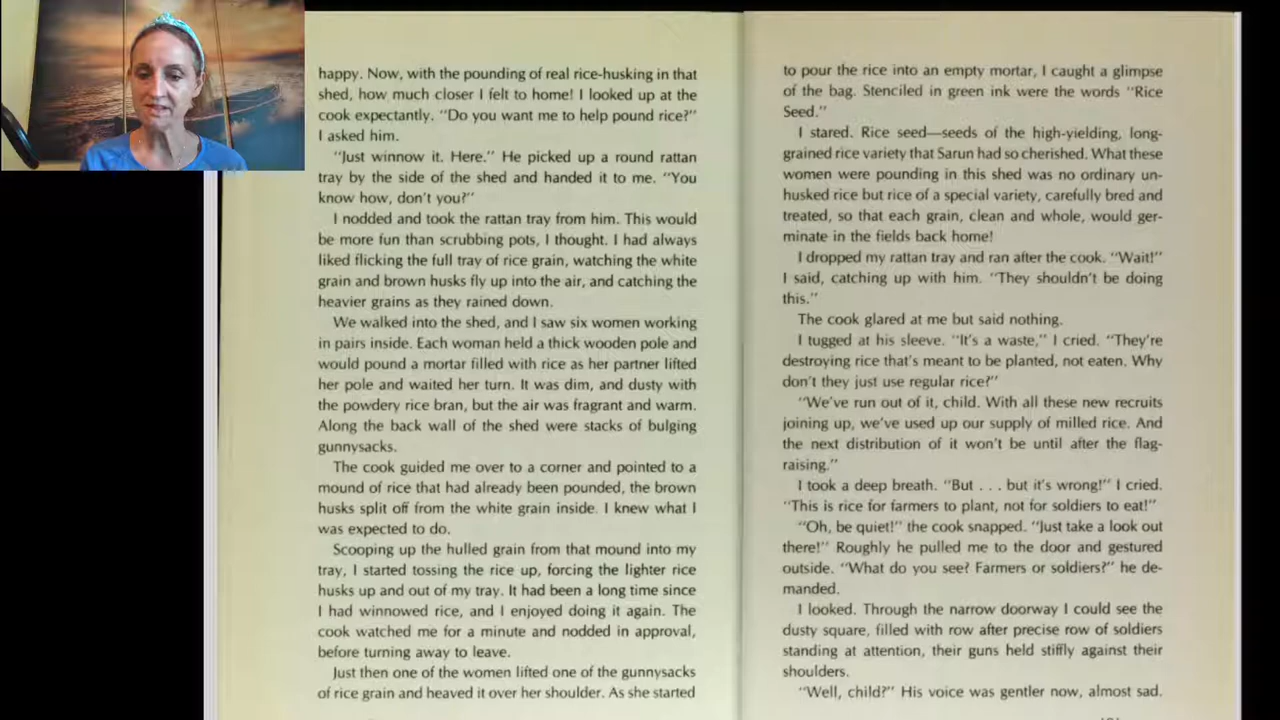 happy. Now, with the pounding of real rice-husking in that
shed, how much closer I felt to home! I looked up at the
cook expectantly. "Do you want me to help pound rice?"
I asked him.
"Just winnow it. Here." He picked up a round rattan
tray by the side of the shed and handed it to me. "You
know how, don't you?"
I nodded and took the rattan tray from him. This would
be more fun than scrubbing pots, I thought. I had always
liked flicking the full tray of rice grain, watching the white
grain and brown husks fly up into the air, and catching the
heavier grains as they rained down.
We walked into the shed, and I saw six women working
in pairs inside. Each woman held a thick wooden pole and
would pound a mortar filled with rice as her partner lifted
her pole and waited her turn. It was dim, and dusty with
the powdery rice bran, but the air was fragrant and warm.
Along the back wall of the shed were stacks of bulging
gunnysacks.
The cook guided me over to a corner and pointed to a
mound of rice that had already been pounded, the brown
husks split off from the white grain inside. I knew what I
was expected to do.
Scooping up the hulled grain from that mound into my
tray, I started tossing the rice up, forcing the lighter rice
husks up and out of my tray. It had been a long time since
I had winnowed rice, and I enjoyed doing it again. The
cook watched me for a minute and nodded in approval,
before turning away to leave.
Just then one of the women lifted one of the gunnysacks
of rice grain and heaved it over her shoulder. As she started
to pour the rice into an empty mortar, I caught a glimpse
of the bag. Stenciled in green ink were the words "Rice
Seed."
I stared. Rice seed—seeds of the high-yielding, long-
grained rice variety that Sarun had so cherished. What these
women were pounding in this shed was no ordinary un-
husked rice but rice of a special variety, carefully bred and
treated, so that each grain, clean and whole, would ger-
minate in the fields back home!
I dropped my rattan tray and ran after the cook. "Wait!"
I said, catching up with him. "They shouldn't be doing
this."
The cook glared at me but said nothing.
I tugged at his sleeve. "It's a waste," I cried. "They're
destroying rice that's meant to be planted, not eaten. Why
don't they just use regular rice?"
"We've run out of it, child. With all these new recruits
joining up, we've used up our supply of milled rice. And
the next distribution of it won't be until after the flag-
raising."
I took a deep breath. "But . . . but it's wrong!" I cried.
"This is rice for farmers to plant, not for soldiers to eat!"
"Oh, be quiet!" the cook snapped. "Just take a look out
there!" Roughly he pulled me to the door and gestured
outside. "What do you see? Farmers or soldiers?" he de-
manded.
I looked. Through the narrow doorway I could see the
dusty square, filled with row after precise row of soldiers
standing at attention, their guns held stiffly against their
shoulders.
"Well, child?" His voice was gentler now, almost sad.